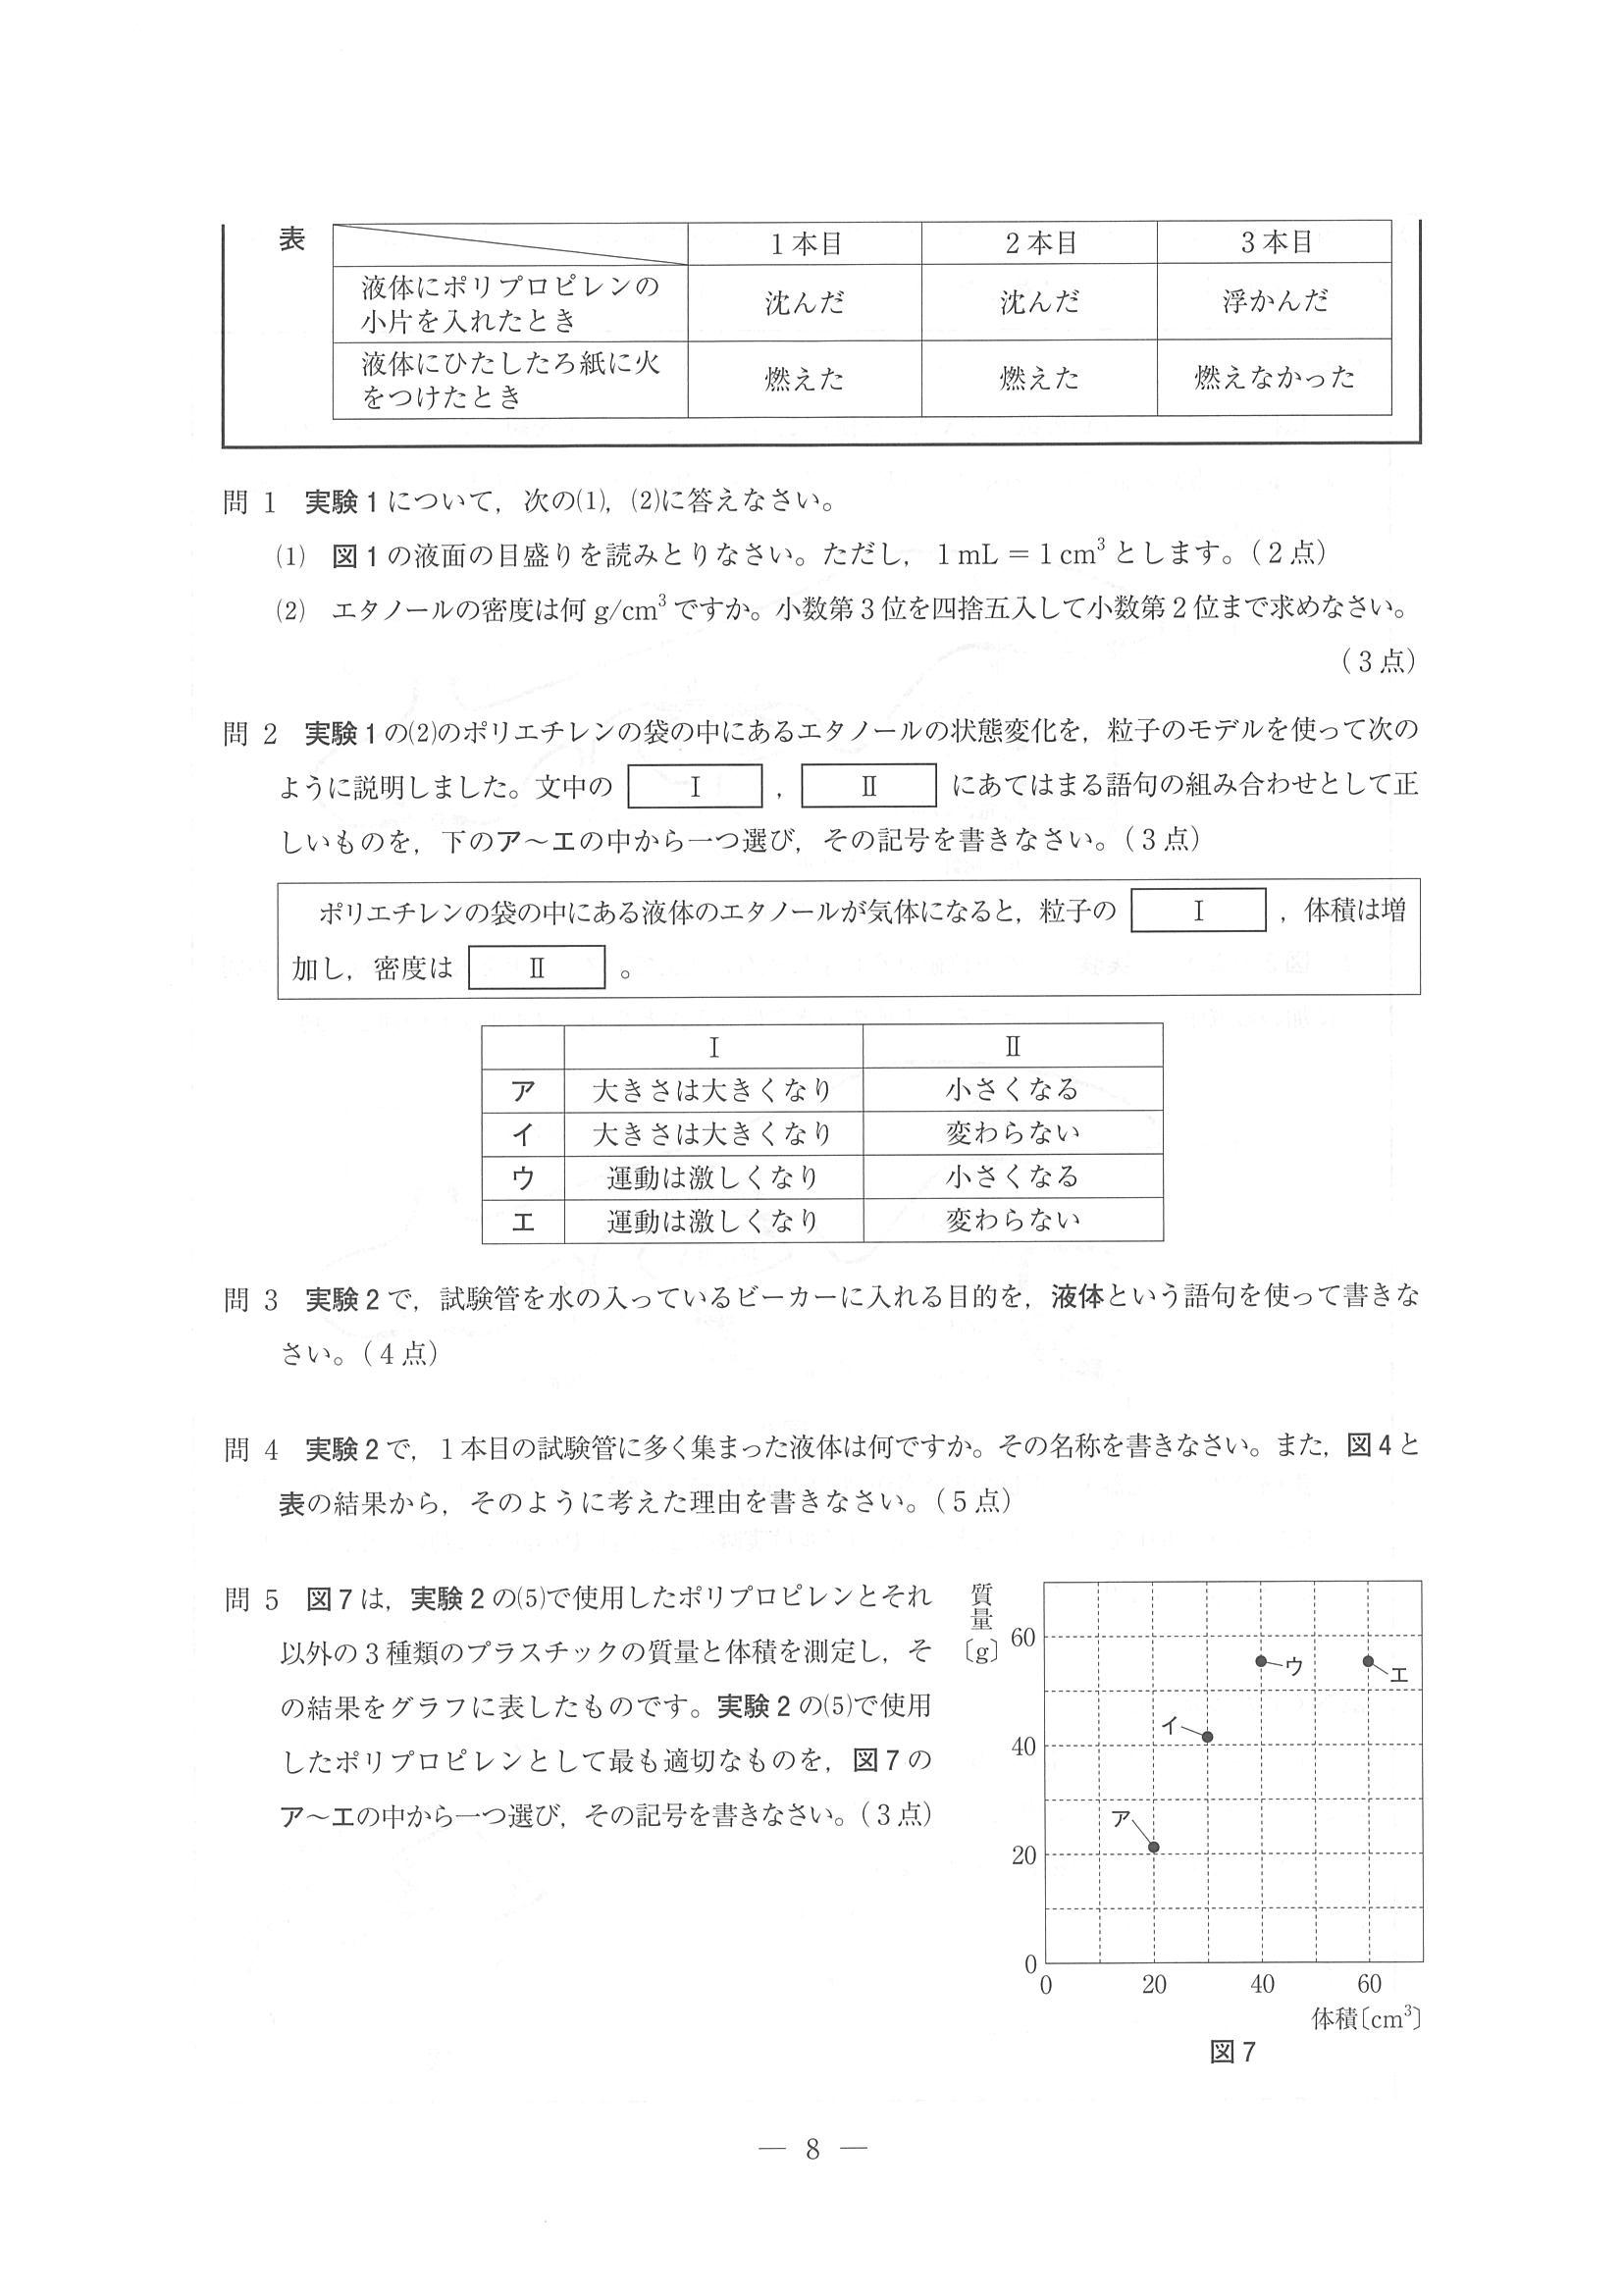 表
1本目 2本目 3本目
液体にポリプロピレンの
小片を入れたとき
沈んだ 沈んだ 浮かんだ
液体にひたしたろ紙に火
をつけたとき
燃えた 燃えた 燃えなかった
問 1 実験1について，次の(1)，(2)に答えなさい。
(1) 図1の液面の目盛りを読みとりなさい。ただし，1 mL = 1 cm³とします。（2点）
(2) エタノールの密度は何 g/cm³ですか。小数第3位を四捨五入して小数第2位まで求めなさい。
（3点）
問 2 実験1の(2)のポリエチレンの袋の中にあるエタノールの状態変化を，粒子のモデルを使って次の
ように説明しました。文中の Ⅰ ， Ⅱ にあてはまる語句の組み合わせとして正
しいものを，下のア〜エの中から一つ選び，その記号を書きなさい。（3点）
ポリエチレンの袋の中にある液体のエタノールが気体になると，粒子の Ⅰ ，体積は増
加し，密度は Ⅱ 。
Ⅰ Ⅱ
ア 大きさは大きくなり 小さくなる
イ 大きさは大きくなり 変わらない
ウ 運動は激しくなり 小さくなる
エ 運動は激しくなり 変わらない
問 3 実験2で，試験管を水の入っているビーカーに入れる目的を，液体という語句を使って書きな
さい。（4点）
問 4 実験2で，1本目の試験管に多く集まった液体は何ですか。その名称を書きなさい。また，図4と
表の結果から，そのように考えた理由を書きなさい。（5点）
問 5 図7は，実験2の(5)で使用したポリプロピレンとそれ
以外の3種類のプラスチックの質量と体積を測定し，そ
の結果をグラフに表したものです。実験2の(5)で使用
したポリプロピレンとして最も適切なものを，図7の
ア〜エの中から一つ選び，その記号を書きなさい。（3点）
質量〔g〕
60
ウ
エ
イ
40
ア
20
0
0 20 40 60
体積〔cm³〕
図7
― 8 ―